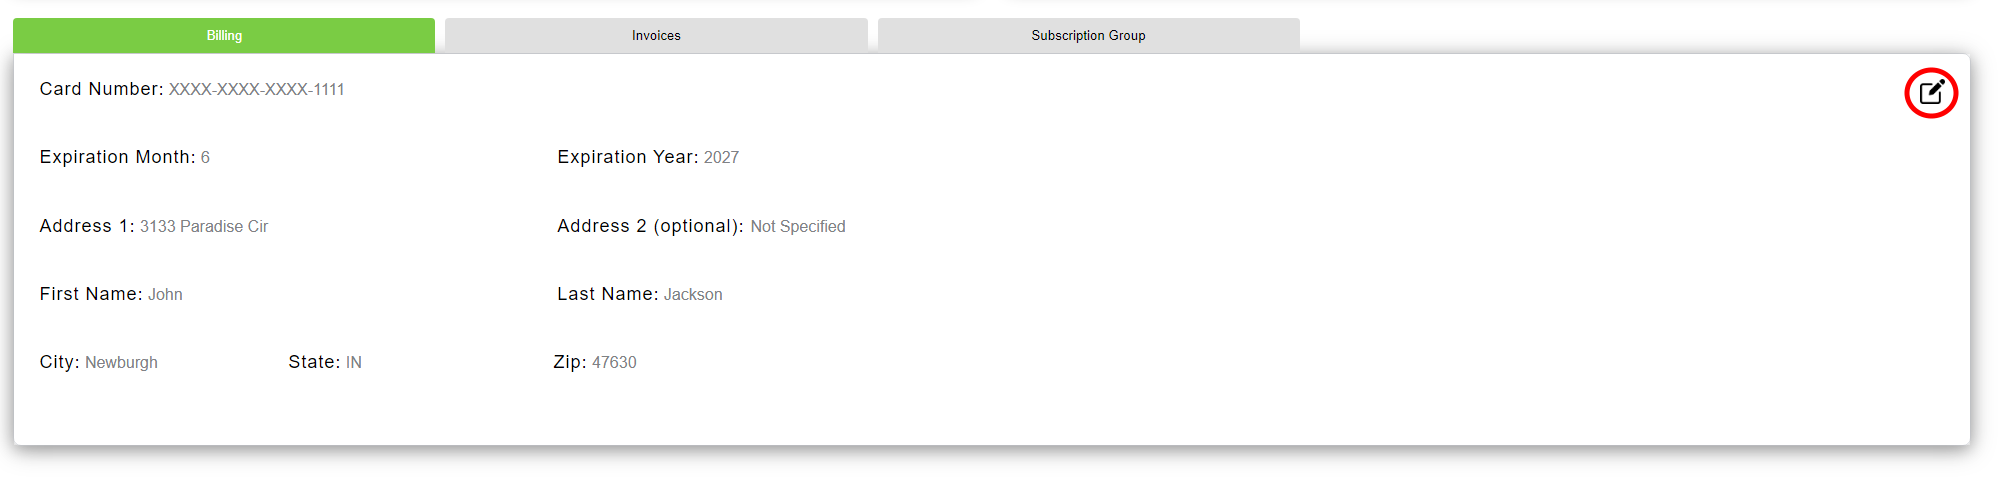 Billing Invoices Subscription Group
Card Number: XXXX-XXXX-XXXX-1111
Expiration Month: 6 Expiration Year: 2027
Address 1: 3133 Paradise Cir Address 2 (optional): Not Specified
First Name: John Last Name: Jackson
City: Newburgh State: IN Zip: 47630